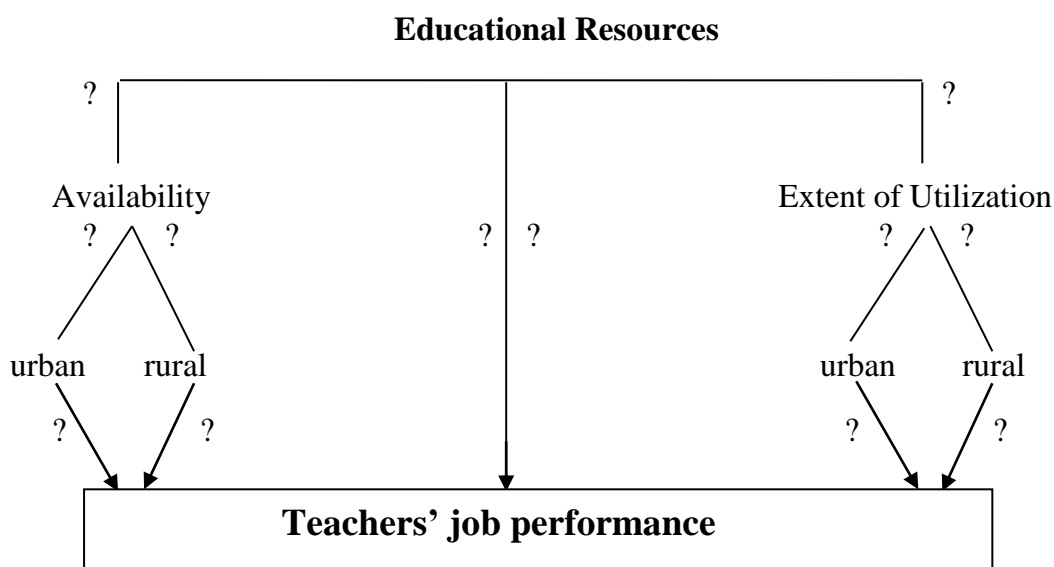 Educational Resources
? ?
Availability Extent of Utilization
? ? ? ? ? ?
urban rural urban rural
? ? ? ?
Teachers’ job performance